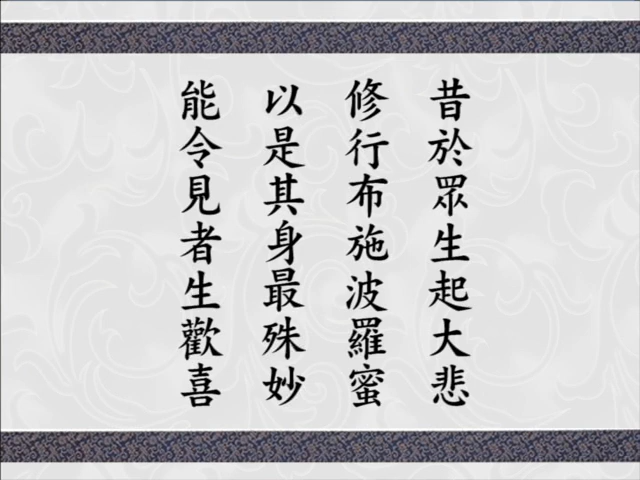 昔於眾生起大悲
修行布施波羅蜜
以是其身最殊妙
能令見者生歡喜